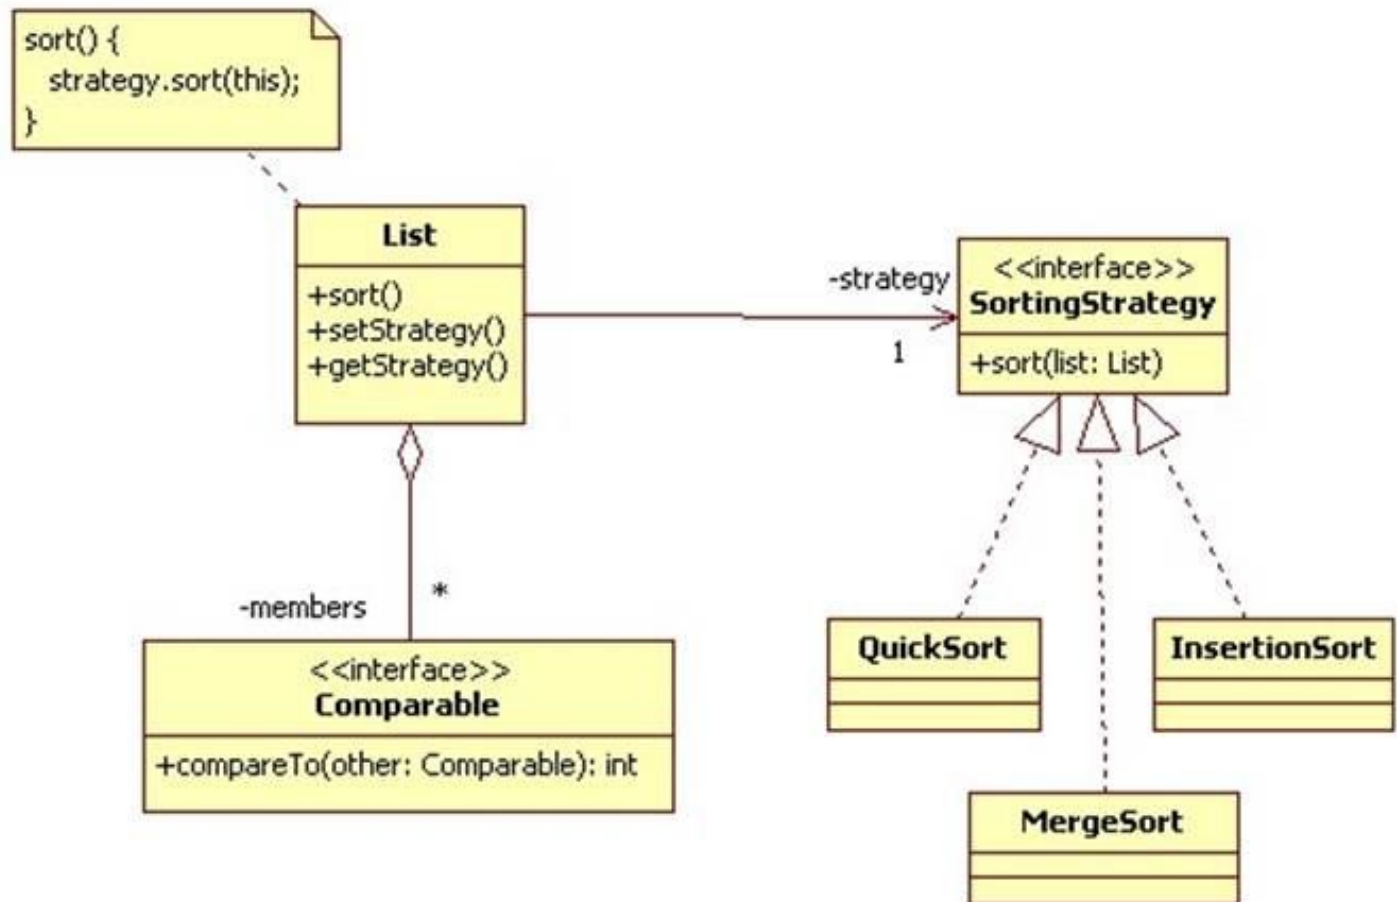 sort() {
strategy.sort(this);
}
List
+sort()
+setStrategy()
+getStrategy()
-strategy
1
<<interface>>
SortingStrategy
+sort(list: List)
-members
*
<<interface>>
Comparable
+compareTo(other: Comparable): int
QuickSort
InsertionSort
MergeSort